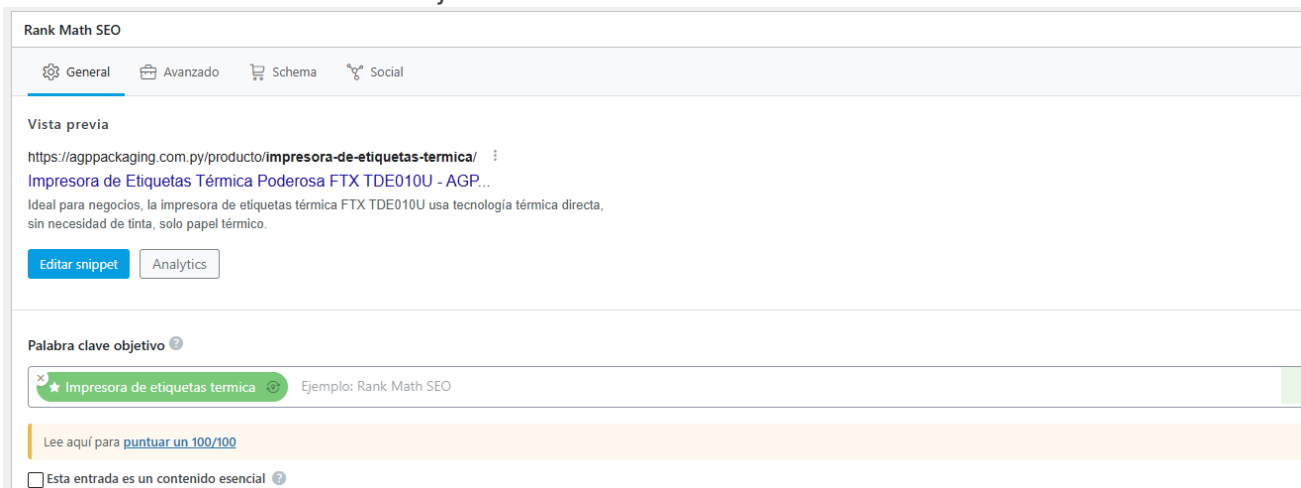 Rank Math SEO
General Avanzado Schema Social
Vista previa
https://agppackaging.com.py/producto/impresora-de-etiquetas-termica/
Impresora de Etiquetas Térmica Poderosa FTX TDE010U - AGP...
Ideal para negocios, la impresora de etiquetas térmica FTX TDE010U usa tecnología térmica directa,
sin necesidad de tinta, solo papel térmico.
Editar snippet Analytics
Palabra clave objetivo
Impresora de etiquetas termica Ejemplo: Rank Math SEO
Lee aquí para puntuar un 100/100
Esta entrada es un contenido esencial